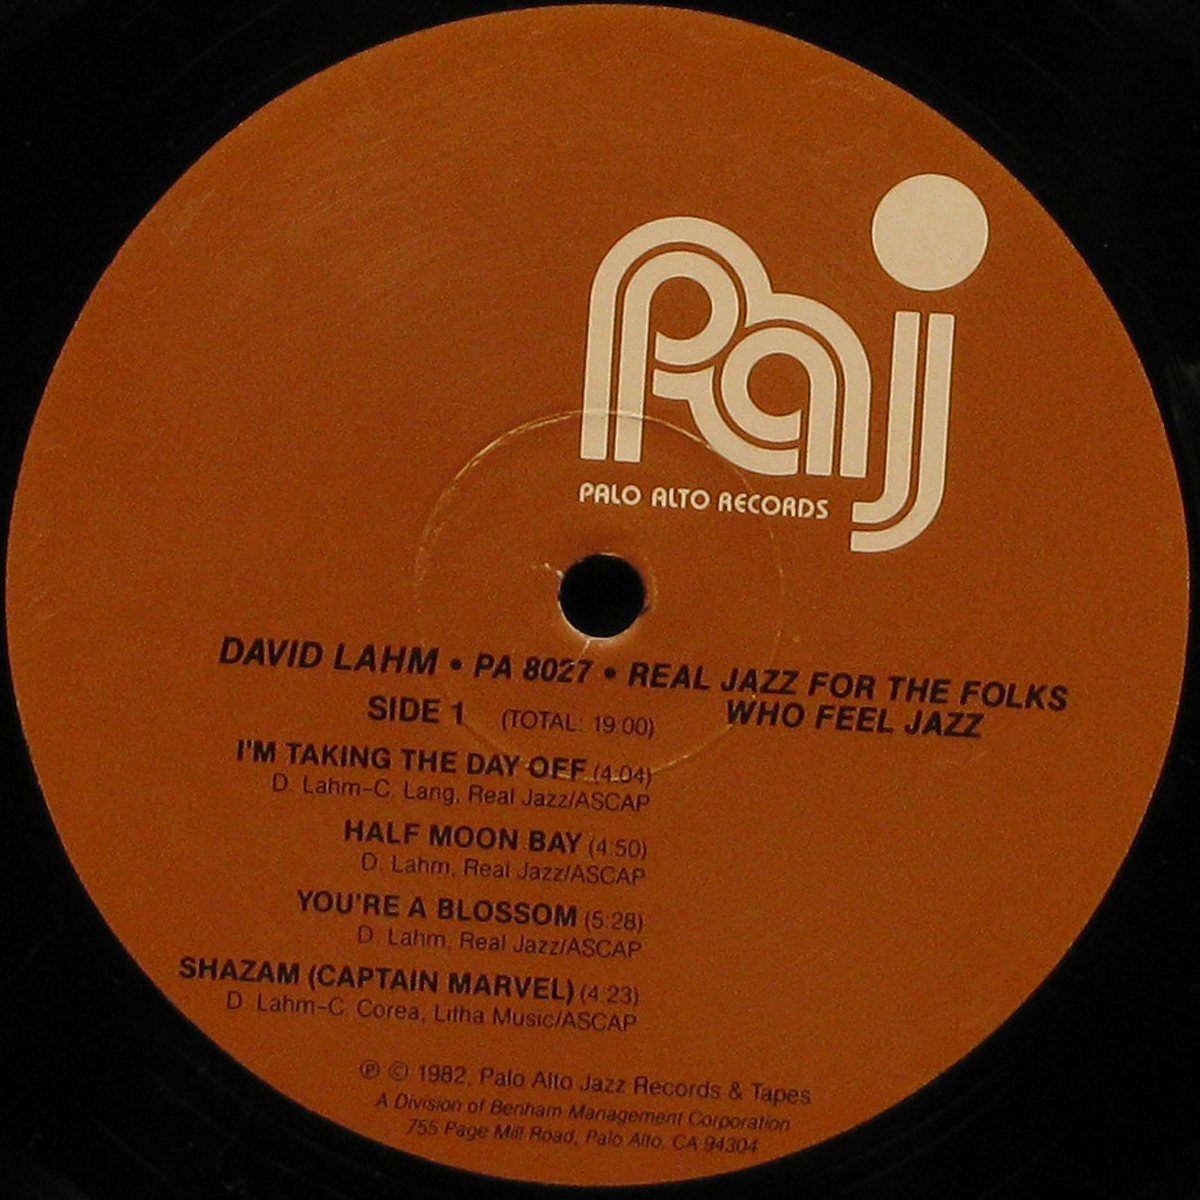 paj
PALO ALTO RECORDS
DAVID LAHM • PA 8027 • REAL JAZZ FOR THE FOLKS
WHO FEEL JAZZ
SIDE 1 (TOTAL: 19:00)
I'M TAKING THE DAY OFF (4:04)
D. Lahm-C. Lang, Real Jazz/ASCAP
HALF MOON BAY (4:50)
D. Lahm, Real Jazz/ASCAP
YOU'RE A BLOSSOM (5:28)
D. Lahm, Real Jazz/ASCAP
SHAZAM (CAPTAIN MARVEL) (4:23)
D. Lahm-C. Corea, Litha Music/ASCAP
℗ © 1982, Palo Alto Jazz Records & Tapes
A Division of Benham Management Corporation
755 Page Mill Road, Palo Alto, CA 94304